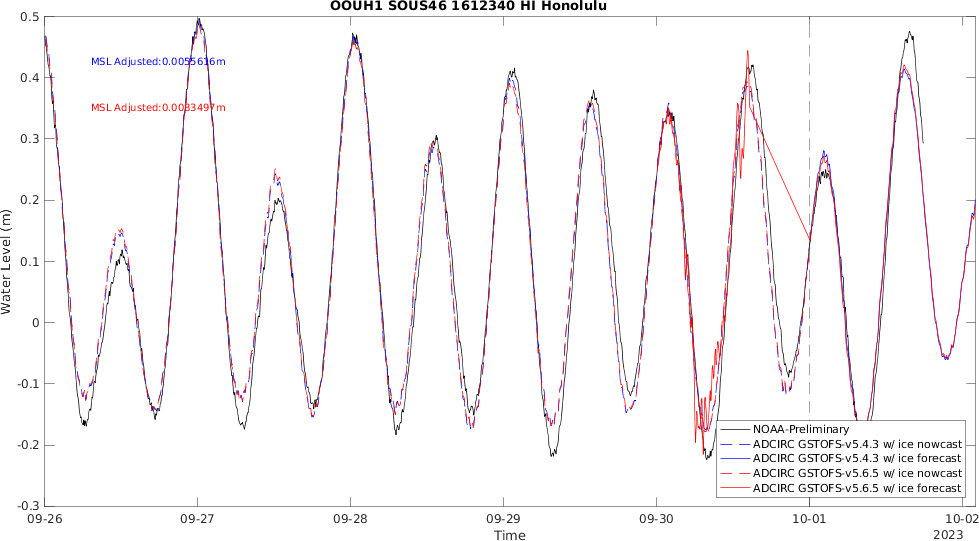 OOUH1 SOUS46 1612340 HI Honolulu
MSL Adjusted:0.0055616m
MSL Adjusted:0.0033497m
Water Level (m)
0.5
0.4
0.3
0.2
0.1
0
-0.1
-0.2
-0.3
NOAA-Preliminary
ADCIRC GSTOFS-v5.4.3 w/ ice nowcast
ADCIRC GSTOFS-v5.4.3 w/ ice forecast
ADCIRC GSTOFS-v5.6.5 w/ ice nowcast
ADCIRC GSTOFS-v5.6.5 w/ ice forecast
09-26 09-27 09-28 09-29 09-30 10-01 10-02
Time
2023